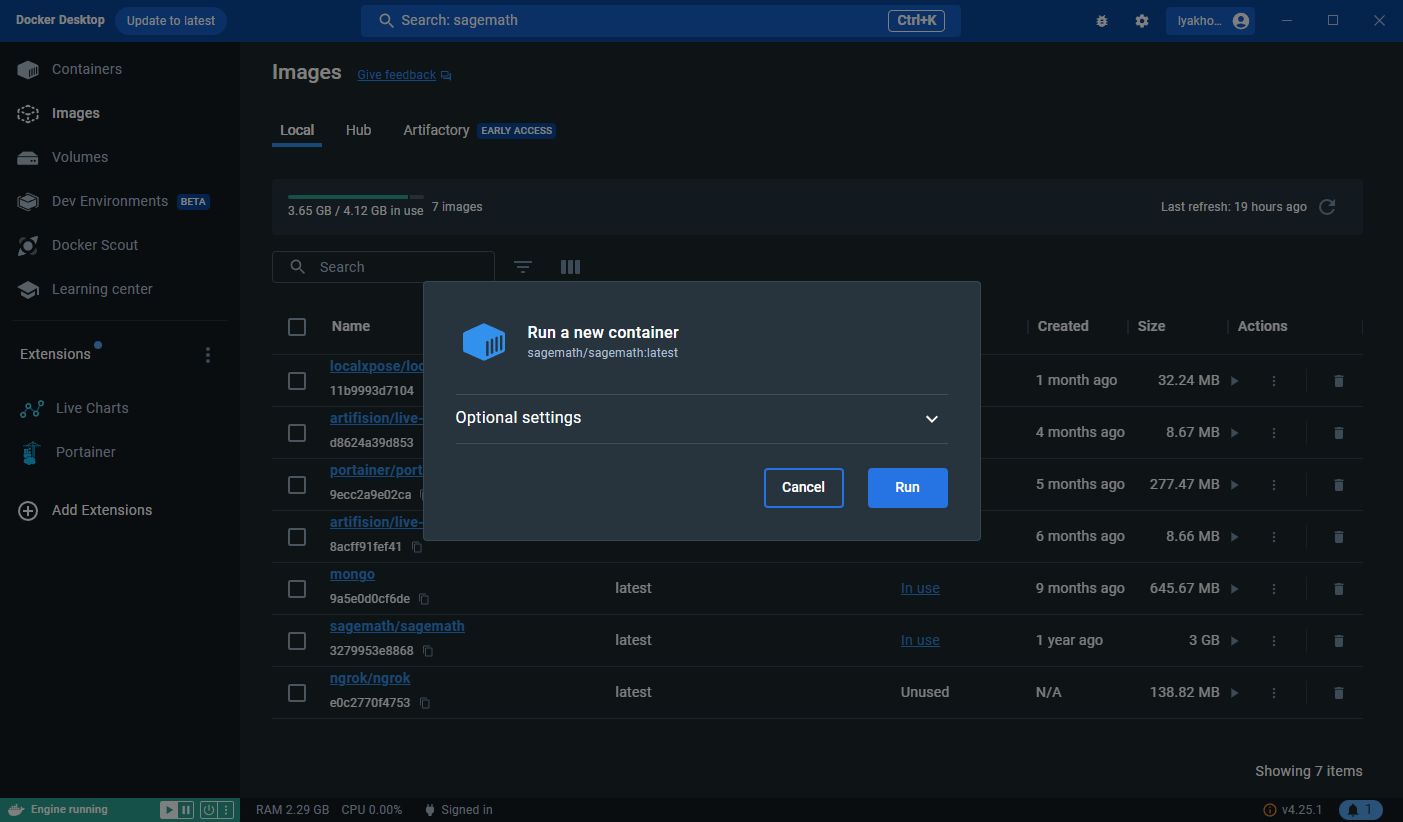 Docker Desktop
Update to latest
Search: sagemath
Ctrl+K
lyakho...
Containers
Images
Volumes
Dev Environments BETA
Docker Scout
Learning center
Extensions
Live Charts
Portainer
Add Extensions
Images
Give feedback
Local
Hub
Artifactory EARLY ACCESS
3.65 GB / 4.12 GB in use
7 images
Last refresh: 19 hours ago
Search
Name
Created
Size
Actions
localxpose/loc
11b9993d7104
1 month ago
32.24 MB
artifision/live-
d8624a39d853
4 months ago
8.67 MB
portainer/port
9ecc2a9e02ca
5 months ago
277.47 MB
artifision/live-
8acff91fef41
6 months ago
8.66 MB
mongo
9a5e0d0cf6de
latest
In use
9 months ago
645.67 MB
sagemath/sagemath
3279953e8868
latest
In use
1 year ago
3 GB
ngrok/ngrok
e0c2770f4753
latest
Unused
N/A
138.82 MB
Showing 7 items
Run a new container
sagemath/sagemath:latest
Optional settings
Cancel
Run
Engine running
RAM 2.29 GB
CPU 0.00%
Signed in
v4.25.1
1